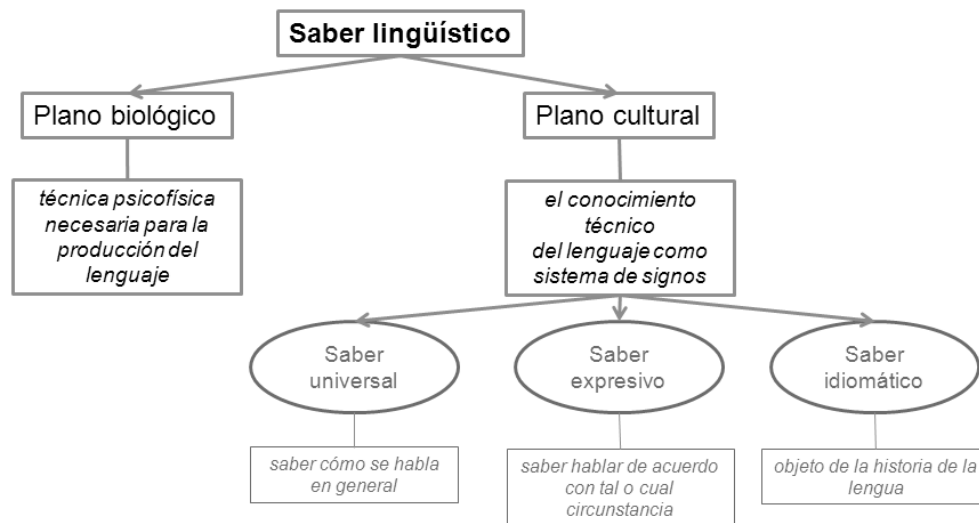 Saber lingüístico
Plano biológico
Plano cultural
técnica psicofísica
necesaria para la
producción del
lenguaje
el conocimiento
técnico
del lenguaje como
sistema de signos
Saber
universal
Saber
expresivo
Saber
idiomático
saber cómo se habla
en general
saber hablar de acuerdo
con tal o cual
circunstancia
objeto de la historia de la
lengua